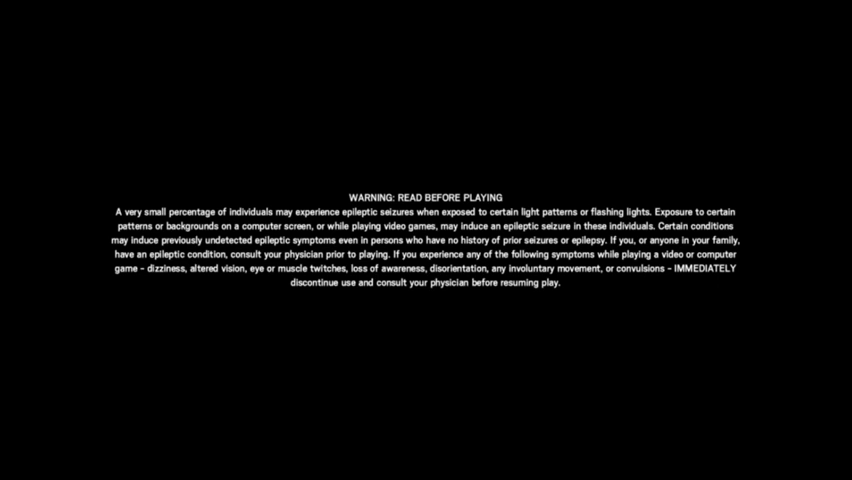 WARNING: READ BEFORE PLAYING
A very small percentage of individuals may experience epileptic seizures when exposed to certain light patterns or flashing lights. Exposure to certain
patterns or backgrounds on a computer screen, or while playing video games, may induce an epileptic seizure in these individuals. Certain conditions
may induce previously undetected epileptic symptoms even in persons who have no history of prior seizures or epilepsy. If you, or anyone in your family,
have an epileptic condition, consult your physician prior to playing. If you experience any of the following symptoms while playing a video or computer
game - dizziness, altered vision, eye or muscle twitches, loss of awareness, disorientation, any involuntary movement, or convulsions - IMMEDIATELY
discontinue use and consult your physician before resuming play.